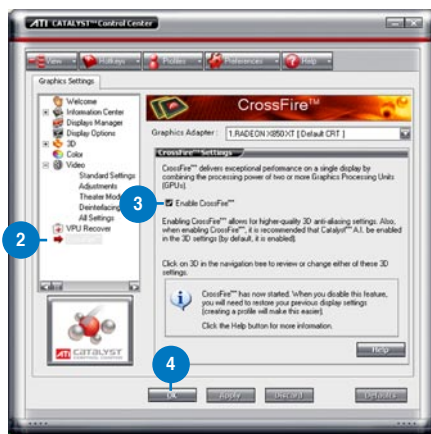 ATI CATALYST™ Control Center
View
Hotkeys
Profiles
Preferences
Help
Graphics Settings
Welcome
Information Center
Displays Manager
Display Options
3D
Color
Video
Standard Settings
Adjustments
Theater Mod
Deinterlacing
All Settings
VPU Recover
2
CrossFire™
Graphics Adapter:
1.RADEON X850 XT [ Default CRT ]
CrossFire™ Settings
CrossFire™ delivers exceptional performance on a single display by
combining the processing power of two or more Graphics Processing Units
(GPUs).
3
Enable CrossFire™
Enabling CrossFire™ allows for higher-quality 3D anti-aliasing settings. Also,
when enabling CrossFire™, it is recommended that Catalyst™ A.I. be enabled
in the 3D settings (by default, it is enabled).
Click on 3D in the navigation tree to review or change either of these 3D
settings.
CrossFire™ has now started. When you disable this feature,
you will need to restore your previous display settings
(creating a profile will make this easier).
Click the Help button for more information.
Help
ATI CATALYST
CONTROL CENTER
4
OK
Apply
Discard
Defaults